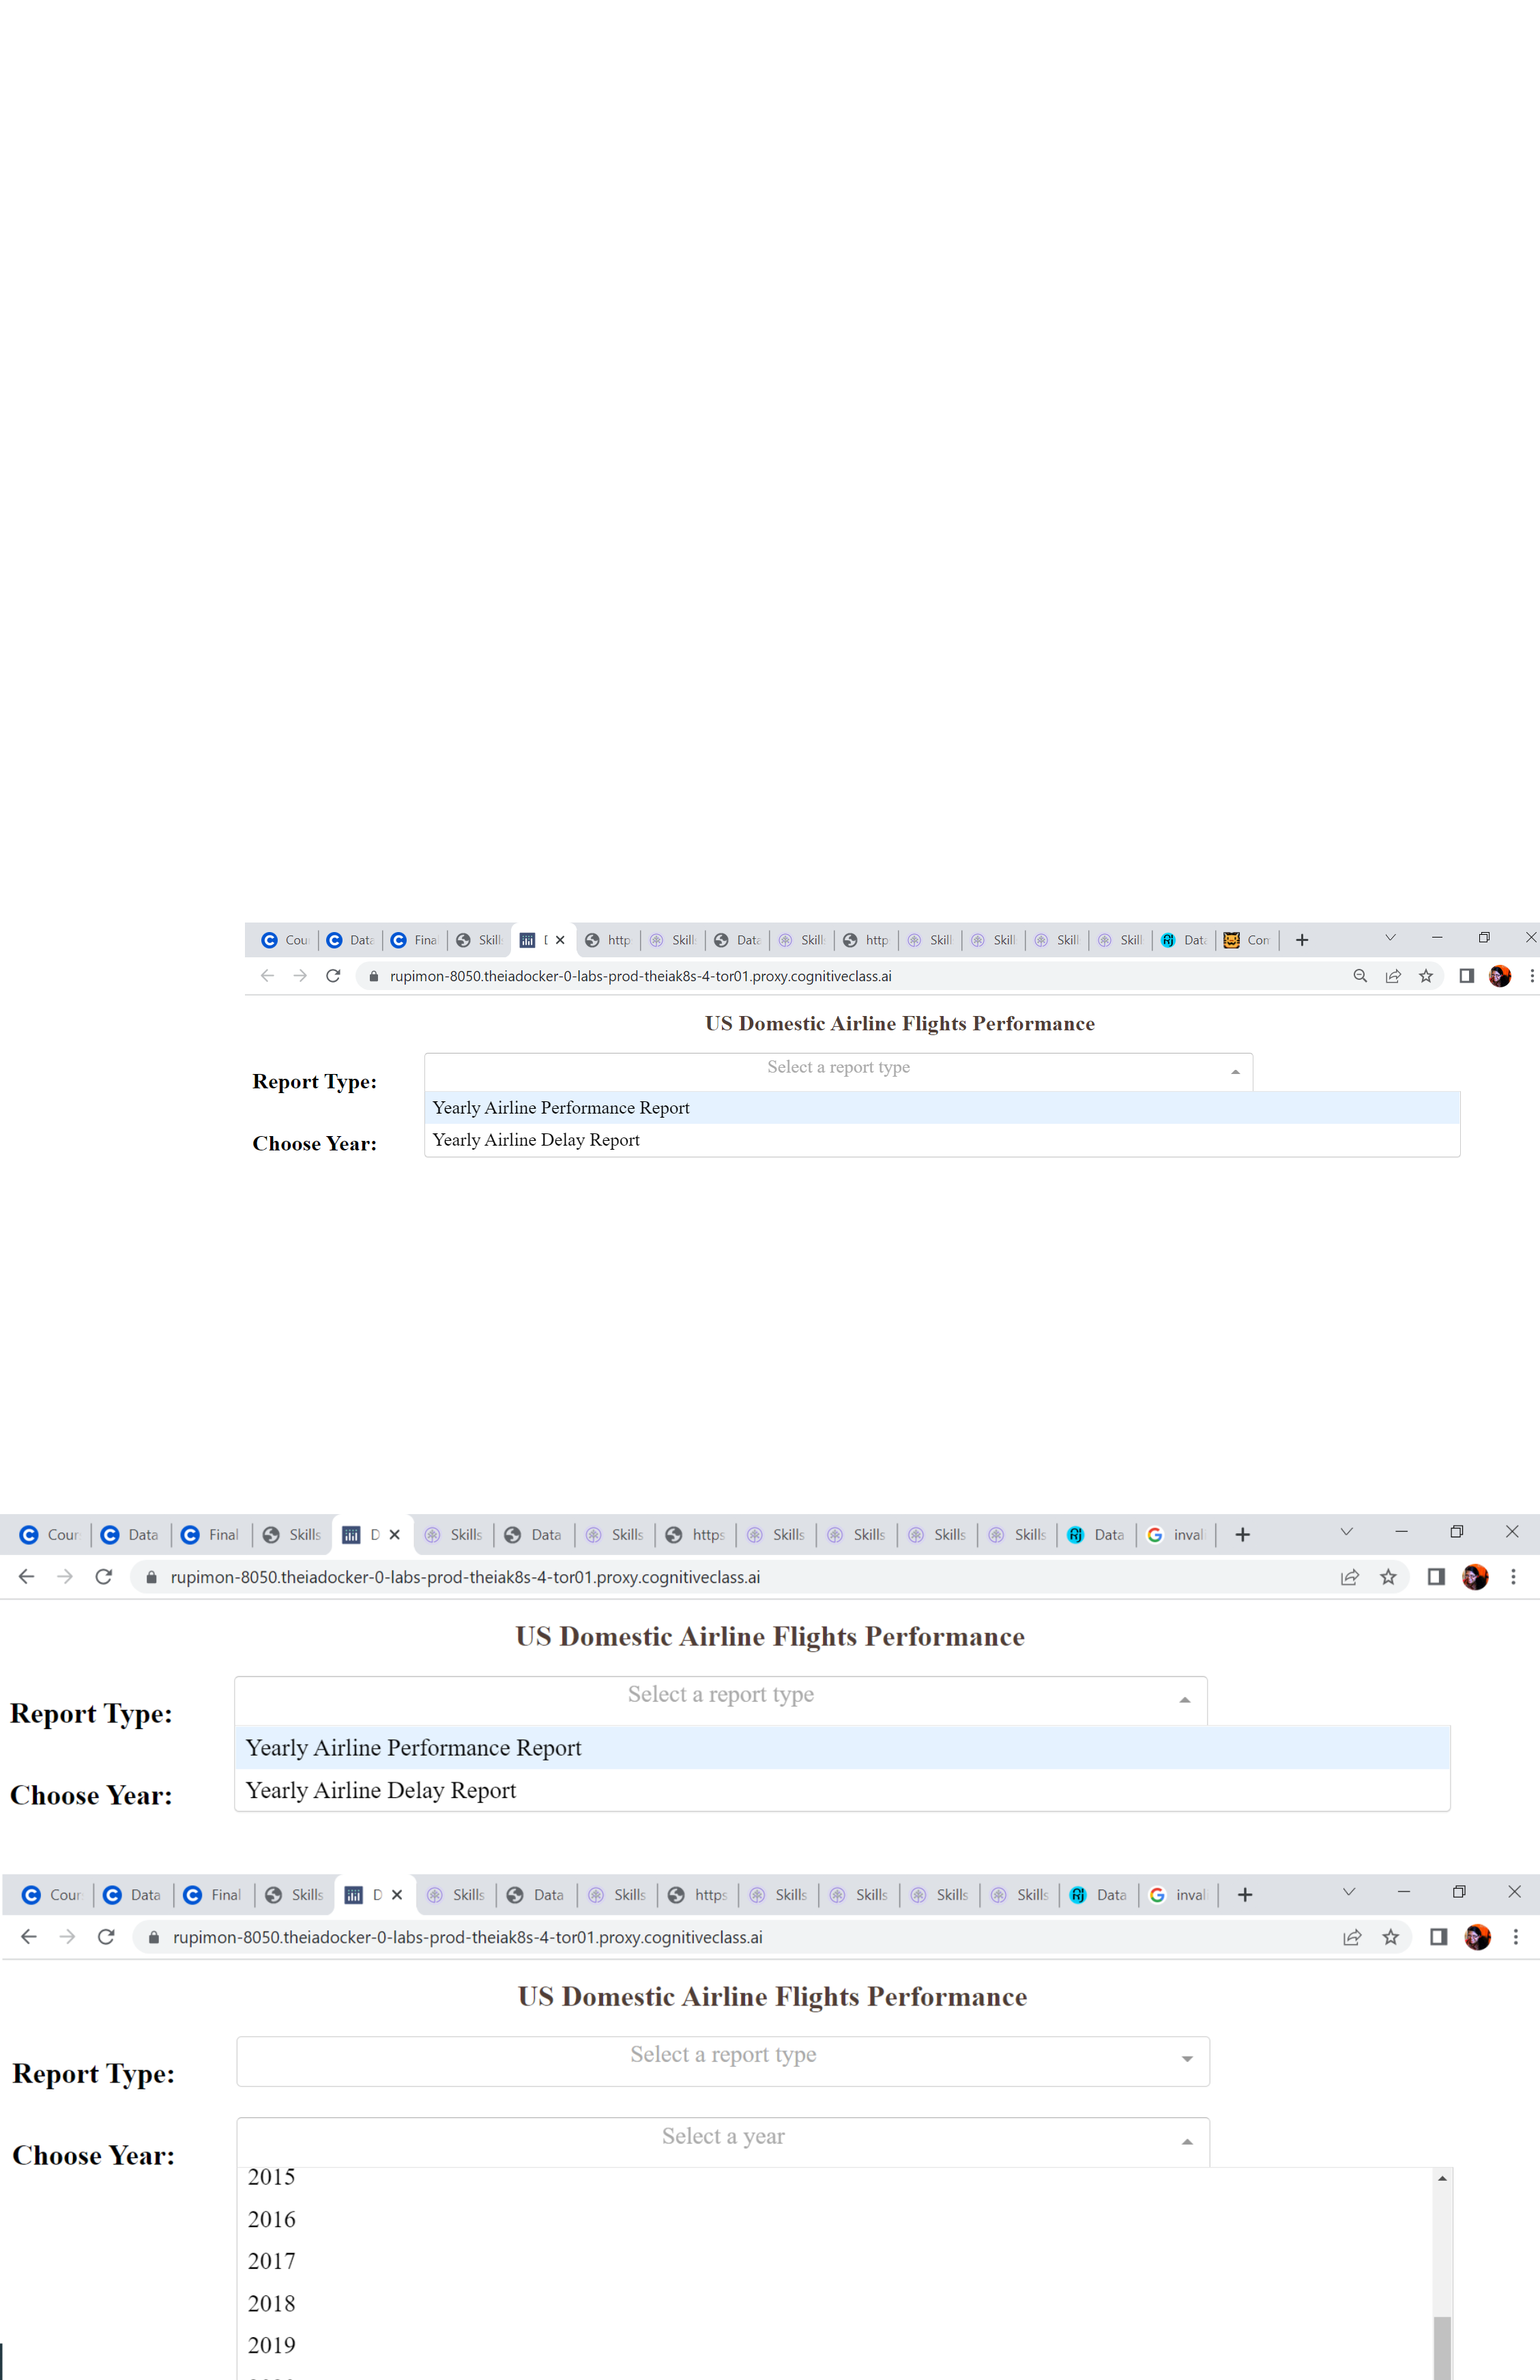 Cou Data Fina Skill [ http Skill Data Skill http Skill Skill Skill Skill Data Con
rupimon-8050.theiadocker-0-labs-prod-theiak8s-4-tor01.proxy.cognitiveclass.ai
US Domestic Airline Flights Performance
Select a report type
Report Type:
Yearly Airline Performance Report
Yearly Airline Delay Report
Choose Year:
Cour Data Final Skills D Skills Data Skills https Skills Skills Skills Skills Data inval
rupimon-8050.theiadocker-0-labs-prod-theiak8s-4-tor01.proxy.cognitiveclass.ai
US Domestic Airline Flights Performance
Select a report type
Report Type:
Yearly Airline Performance Report
Yearly Airline Delay Report
Choose Year:
Cour Data Final Skills D Skills Data Skills https Skills Skills Skills Skills Data inval
rupimon-8050.theiadocker-0-labs-prod-theiak8s-4-tor01.proxy.cognitiveclass.ai
US Domestic Airline Flights Performance
Select a report type
Report Type:
Select a year
Choose Year:
2015
2016
2017
2018
2019